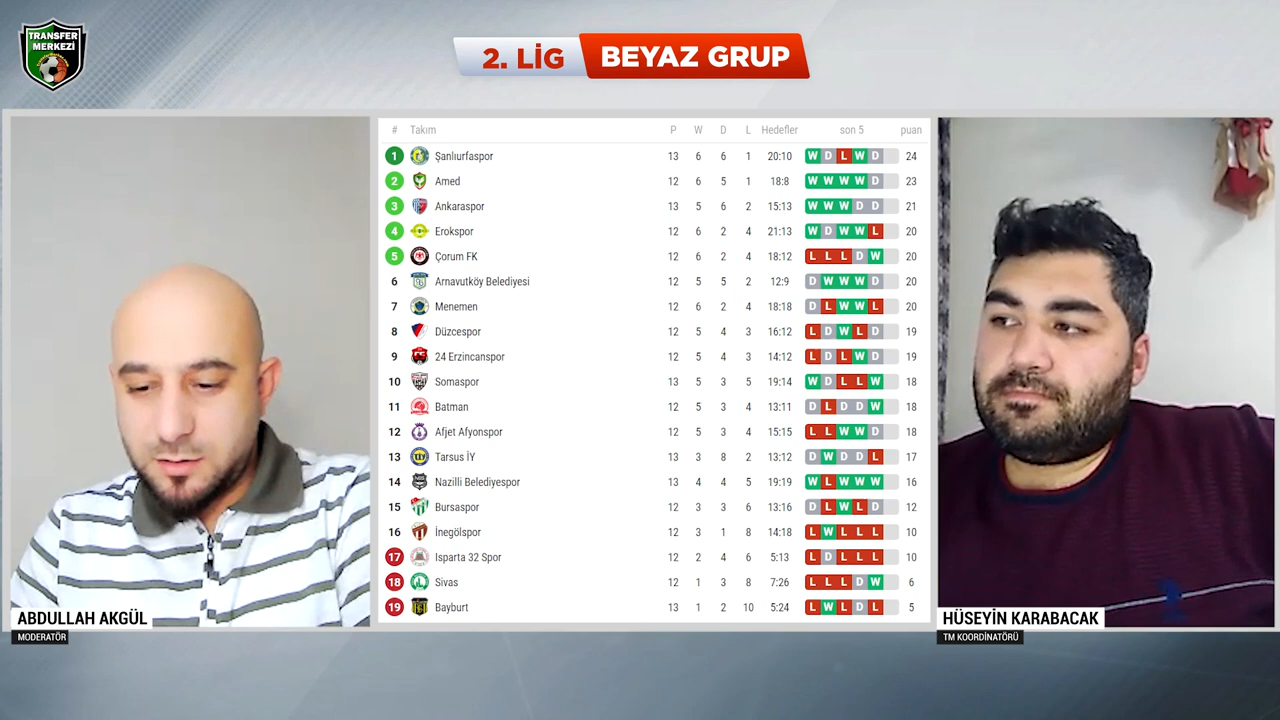 TRANSFER
MERKEZİ
2. LİG BEYAZ GRUP
# Takım P W D L Hedefler son 5 puan
1 Şanlıurfaspor 13 6 6 1 20:10 W D L W D 24
2 Amed 12 6 5 1 18:8 W W W W D 23
3 Ankaraspor 13 5 6 2 15:13 W W W D D 21
4 Erokspor 12 6 2 4 21:13 W D W W L 20
5 Çorum FK 12 6 2 4 18:12 L L L D W 20
6 Arnavutköy Belediyesi 12 5 5 2 12:9 D W W W D 20
7 Menemen 12 6 2 4 18:18 D L W W L 20
8 Düzcespor 12 5 4 3 16:12 L D W L D 19
9 24 Erzincanspor 12 5 4 3 14:12 L D L W D 19
10 Somaspor 13 5 3 5 19:14 W D L L W 18
11 Batman 12 5 3 4 13:11 D L D D W 18
12 Afjet Afyonspor 12 5 3 4 15:15 L L W W D 18
13 Tarsus İY 13 3 8 2 13:12 D W D D L 17
14 Nazilli Belediyespor 13 4 4 5 19:19 W L W W W 16
15 Bursaspor 12 3 3 6 13:16 D L W L D 12
16 İnegölspor 12 3 1 8 14:18 L W L L L 10
17 Isparta 32 Spor 12 2 4 6 5:13 L D L L L 10
18 Sivas 12 1 3 8 7:26 L L L D W 6
19 Bayburt 13 1 2 10 5:24 L W L D L 5
ABDULLAH AKGÜL
MODERATÖR
HÜSEYİN KARABACAK
TM KOORDİNATÖRÜ